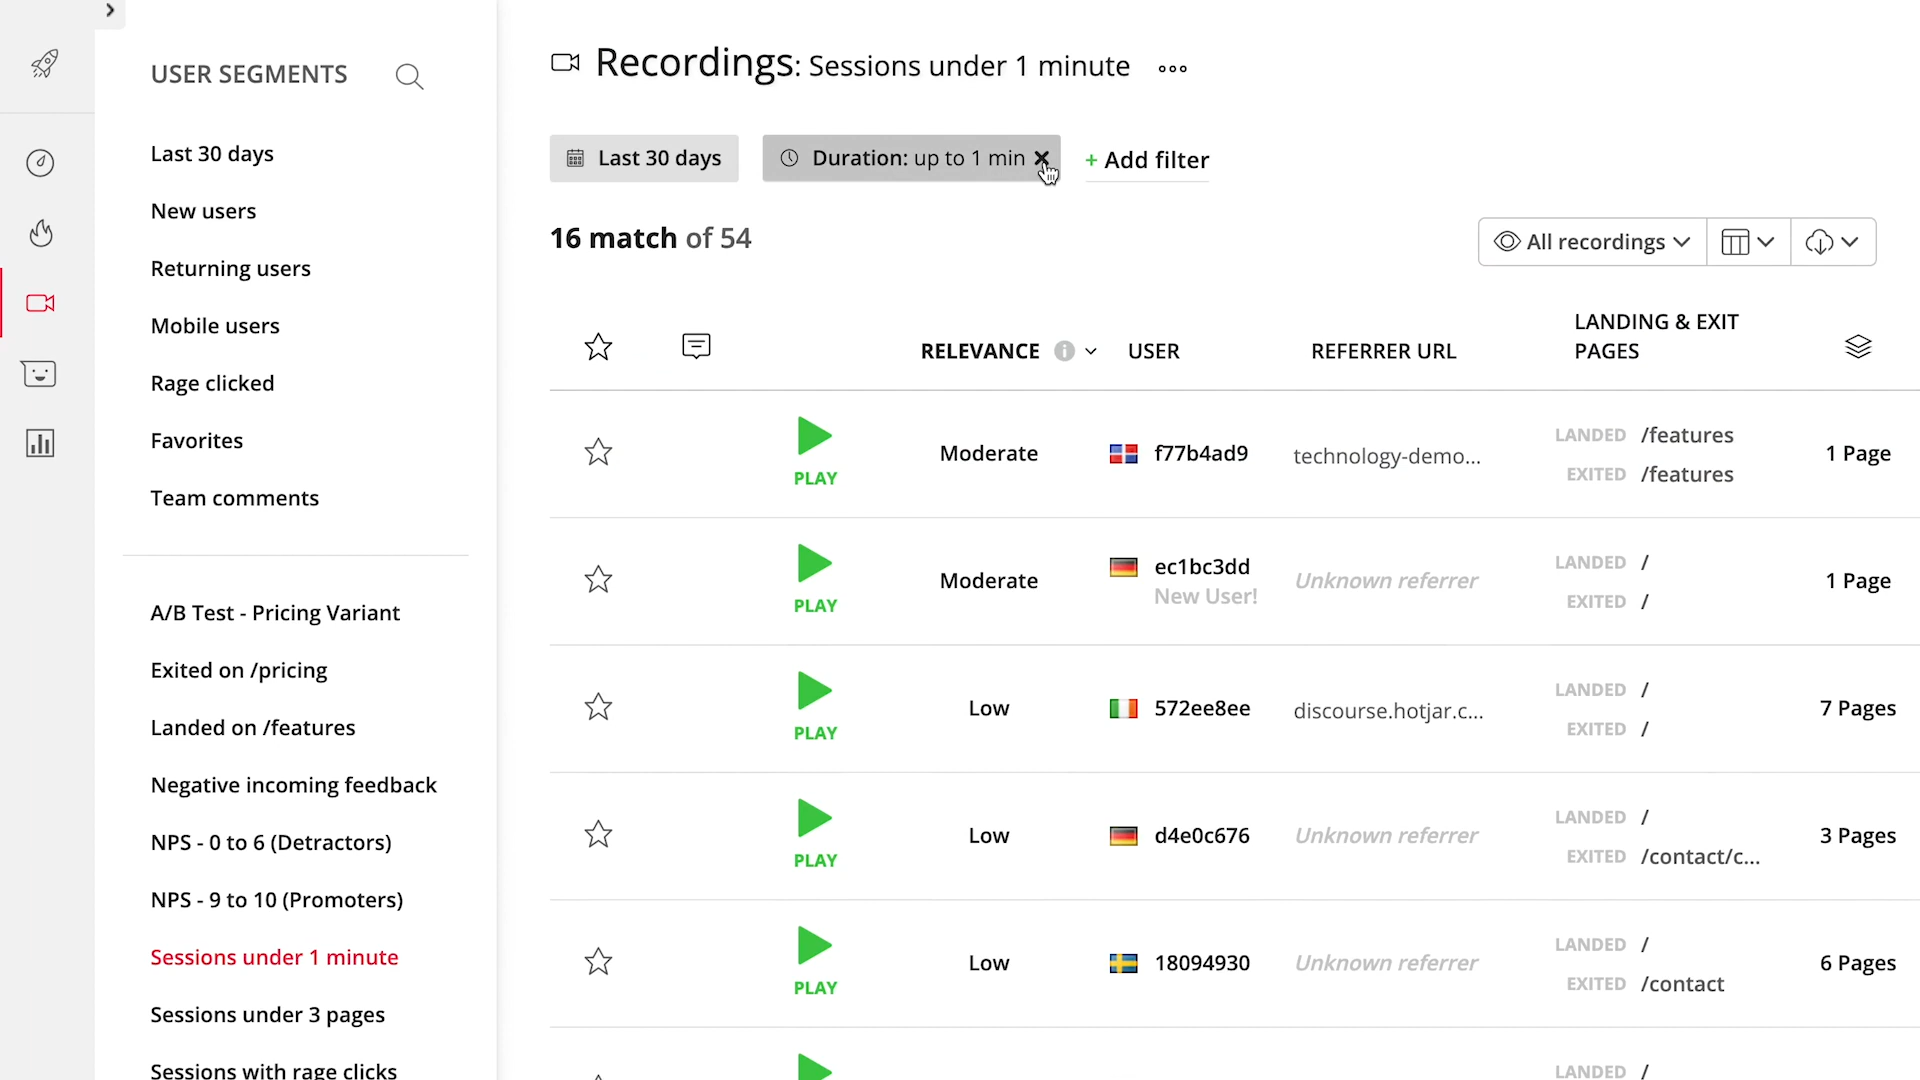 USER SEGMENTS
Last 30 days
New users
Returning users
Mobile users
Rage clicked
Favorites
Team comments
A/B Test - Pricing Variant
Exited on /pricing
Landed on /features
Negative incoming feedback
NPS - 0 to 6 (Detractors)
NPS - 9 to 10 (Promoters)
Sessions under 1 minute
Sessions under 3 pages
Sessions with rage clicks
Recordings: Sessions under 1 minute
Last 30 days
Duration: up to 1 min
+ Add filter
16 match of 54
All recordings
RELEVANCE USER REFERRER URL LANDING & EXIT
PAGES
PLAY Moderate f77b4ad9 technology-demo... LANDED /features 1 Page
EXITED /features
PLAY Moderate ec1bc3dd Unknown referrer LANDED / 1 Page
New User! EXITED /
PLAY Low 572ee8ee discourse.hotjar.c... LANDED / 7 Pages
EXITED /
PLAY Low d4e0c676 Unknown referrer LANDED / 3 Pages
EXITED /contact/c...
PLAY Low 18094930 Unknown referrer LANDED / 6 Pages
EXITED /contact
LANDED /